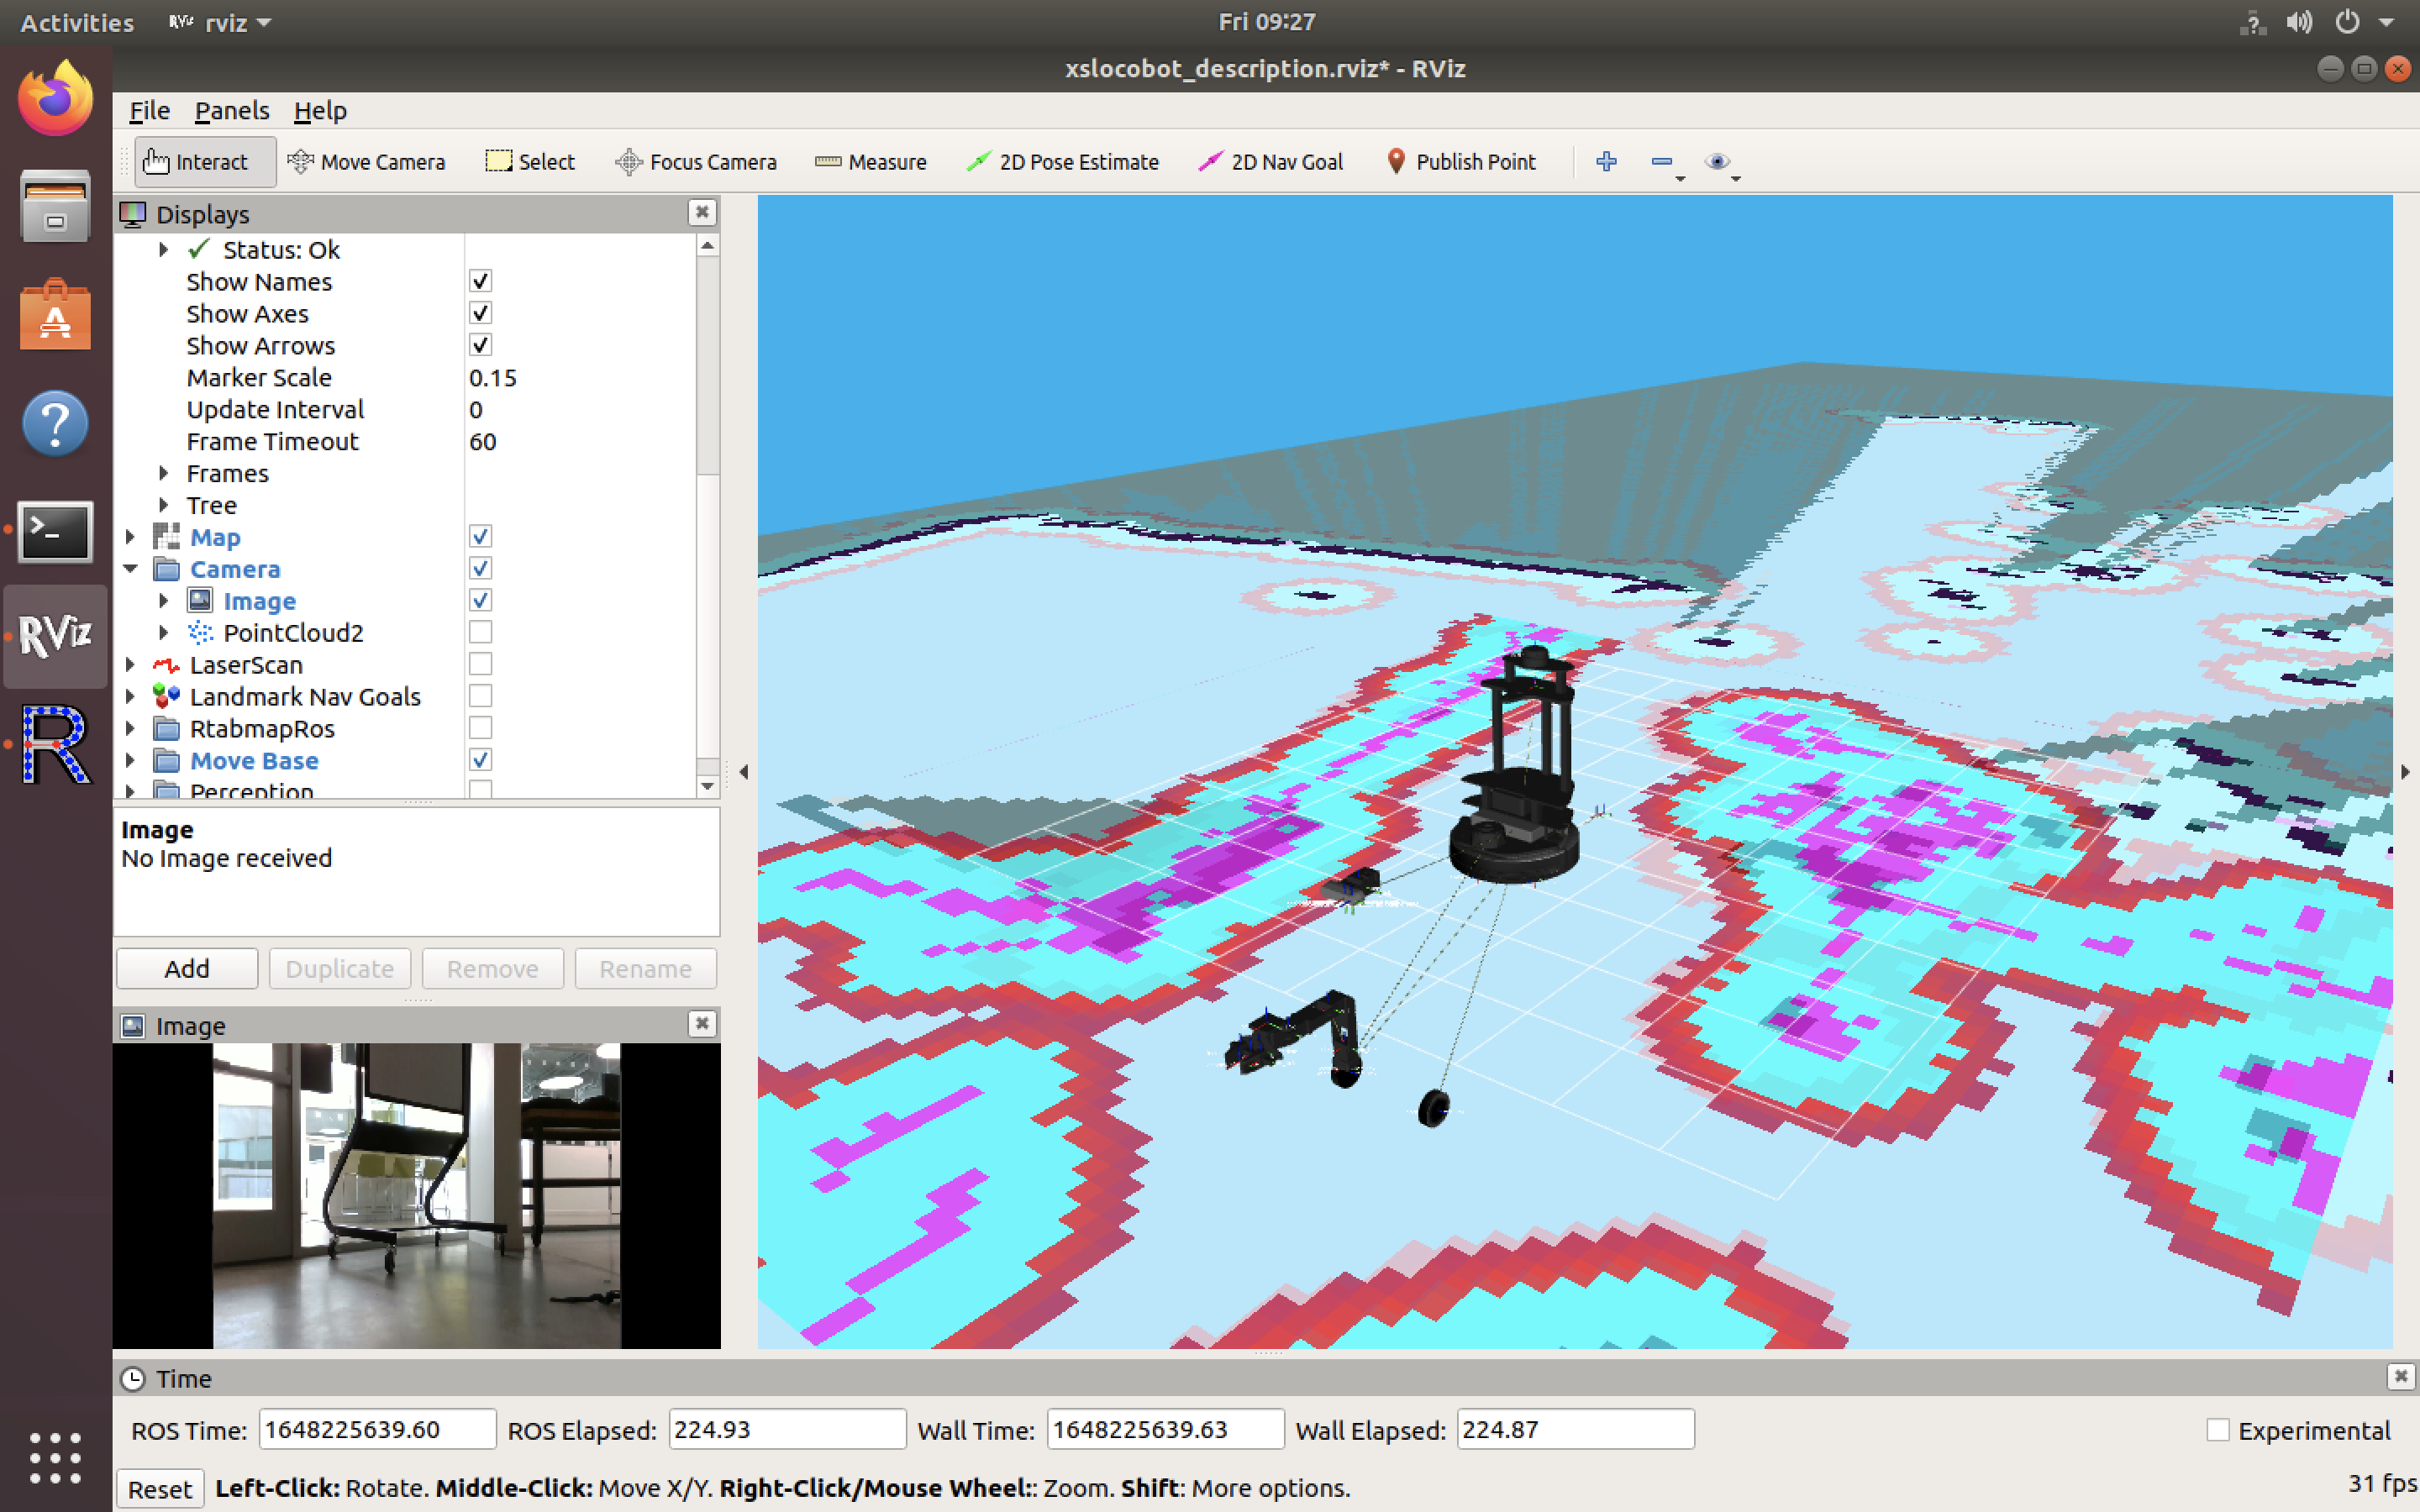 Activities
RViz rviz
Fri 09:27
?
xslocobot_description.rviz* - RViz
File Panels Help
Interact Move Camera Select Focus Camera Measure 2D Pose Estimate 2D Nav Goal Publish Point
Displays
Status: Ok
Show Names
Show Axes
Show Arrows
Marker Scale 0.15
Update Interval 0
Frame Timeout 60
Frames
Tree
Map
Camera
Image
PointCloud2
LaserScan
Landmark Nav Goals
RtabmapRos
Move Base
Perception
RViz
R
Image
No Image received
Add Duplicate Remove Rename
Image
Time
ROS Time: 1648225639.60 ROS Elapsed: 224.93 Wall Time: 1648225639.63 Wall Elapsed: 224.87 Experimental
Reset Left-Click: Rotate. Middle-Click: Move X/Y. Right-Click/Mouse Wheel:: Zoom. Shift: More options. 31 fps